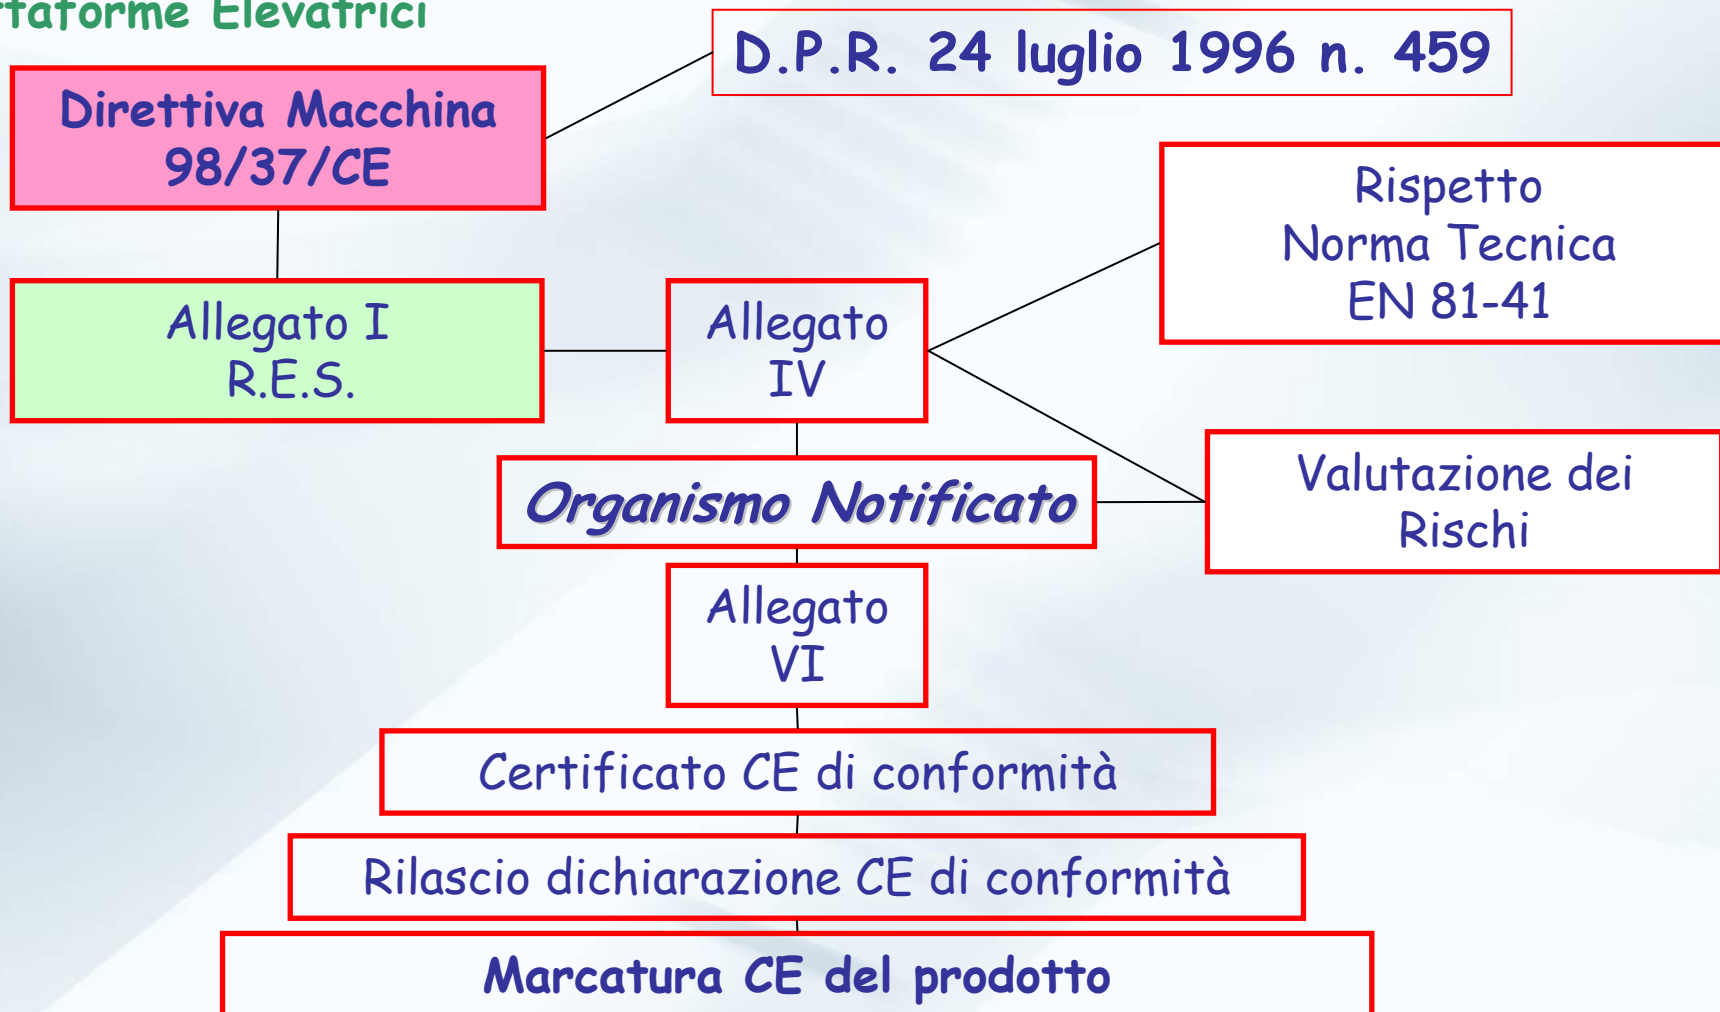 Elevatrici
D.P.R. 24 luglio 1996 n. 459
Direttiva Macchina
98/37/CE
Rispetto
Norma Tecnica
EN 81-41
Allegato I
R.E.S.
Allegato
IV
Valutazione dei
Rischi
Organismo Notificato
Allegato
VI
Certificato CE di conformità
Rilascio dichiarazione CE di conformità
Marcatura CE del prodotto